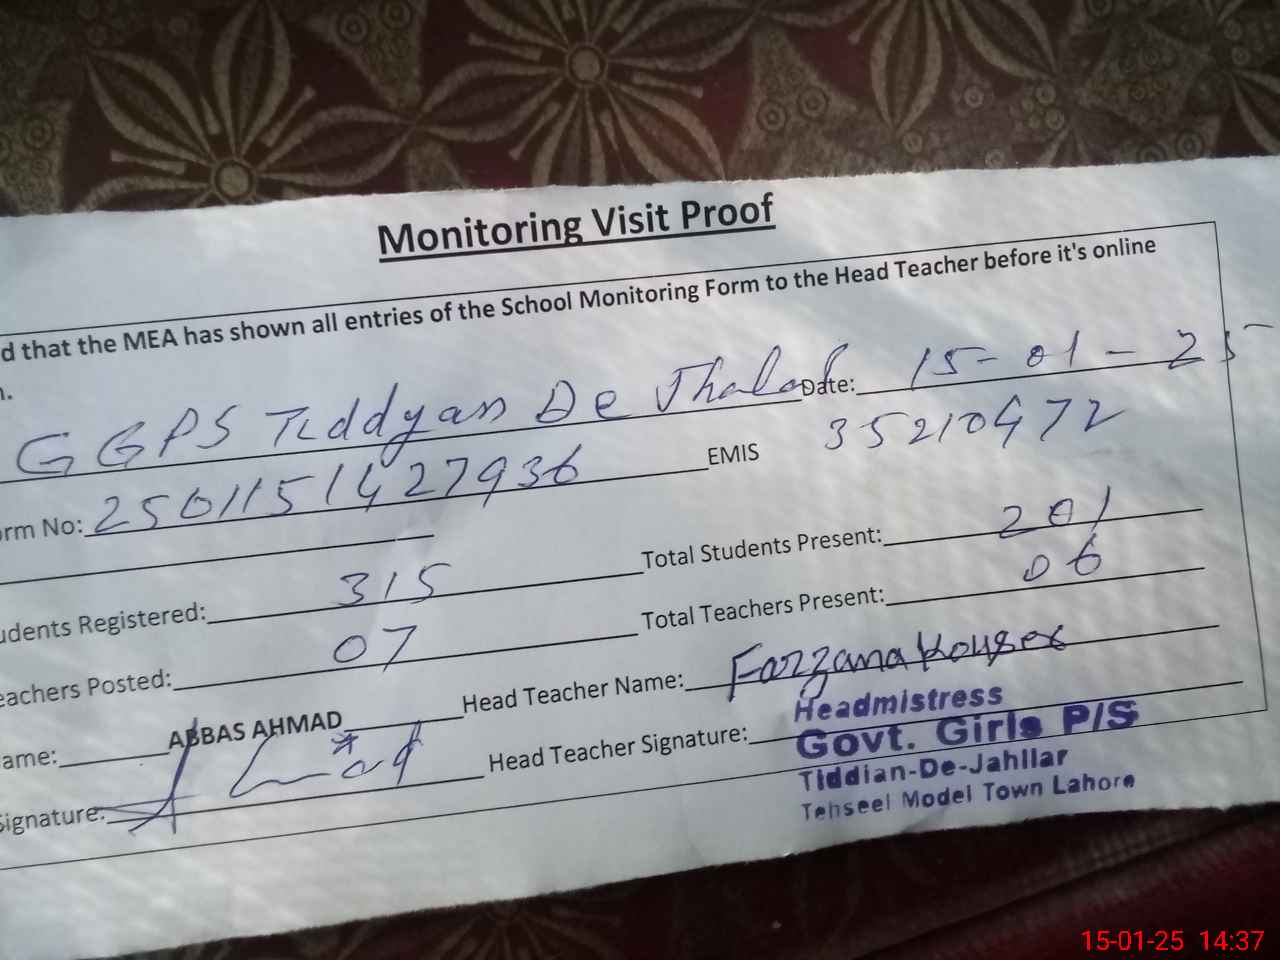 Monitoring Visit Proof
d that the MEA has shown all entries of the School Monitoring Form to the Head Teacher before it's online
n.
GGPS Tiddyan De Jhalar Date: 15-01-25
orm No: 2501151427936 EMIS 35210472
udents Registered: 315 Total Students Present: 201
eachers Posted: 07 Total Teachers Present: 06
ame: ABBAS AHMAD Head Teacher Name: Farzana Kouser
Signature: Head Teacher Signature:
Headmistress
Govt. Girls P/S
Tiddian-De-Jahllar
Tehseel Model Town Lahore
15-01-25 14:37